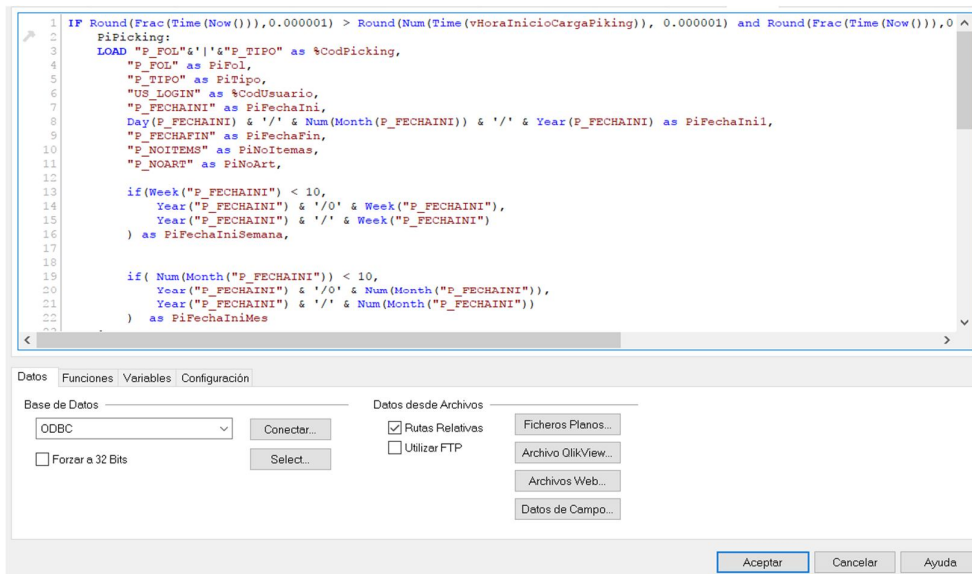 1 IF Round(Frac(Time(Now())),0.000001) > Round(Num(Time(vHoraInicioCargaPiking)), 0.000001) and Round(Frac(Time(Now())),0
2 PiPicking:
3 LOAD "P_FOL"&'|'&"P_TIPO" as %CodPicking,
4 "P_FOL" as PiFol,
5 "P_TIPO" as PiTipo,
6 "US_LOGIN" as %CodUsuario,
7 "P_FECHAINI" as PiFechaIni,
8 Day(P_FECHAINI) & '/' & Num(Month(P_FECHAINI)) & '/' & Year(P_FECHAINI) as PiFechaIni1,
9 "P_FECHAFIN" as PiFechaFin,
10 "P_NOITEMS" as PiNoItemas,
11 "P_NOART" as PiNoArt,
12
13 if(Week("P_FECHAINI") < 10,
14 Year("P_FECHAINI") & '/0' & Week("P_FECHAINI"),
15 Year("P_FECHAINI") & '/' & Week("P_FECHAINI")
16 ) as PiFechaIniSemana,
17
18
19 if( Num(Month("P_FECHAINI")) < 10,
20 Year("P_FECHAINI") & '/0' & Num(Month("P_FECHAINI")),
21 Year("P_FECHAINI") & '/' & Num(Month("P_FECHAINI"))
22 ) as PiFechaIniMes
Datos Funciones Variables Configuración
Base de Datos
ODBC
Conectar...
Forzar a 32 Bits
Select...
Datos desde Archivos
Rutas Relativas
Utilizar FTP
Ficheros Planos...
Archivo QlikView...
Archivos Web...
Datos de Campo...
Aceptar Cancelar Ayuda